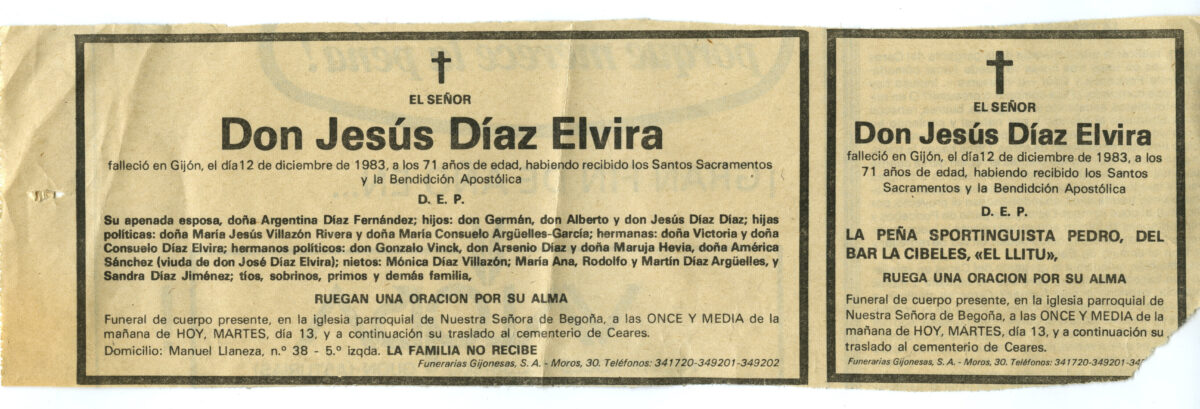 EL SEÑOR
Don Jesús Díaz Elvira
falleció en Gijón, el día12 de diciembre de 1983, a los 71 años de edad, habiendo recibido los Santos Sacramentos
y la Bendidción Apostólica
D. E. P.
Su apenada esposa, doña Argentina Díaz Fernández; hijos: don Germán, don Alberto y don Jesús Díaz Díaz; hijas
políticas: doña María Jesús Villazón Rivera y doña María Consuelo Argüelles-García; hermanas: doña Victoria y doña
Consuelo Díaz Elvira; hermanos políticos: don Gonzalo Vinck, don Arsenio Díaz y doña Maruja Hevia, doña América
Sánchez (viuda de don José Díaz Elvira); nietos: Mónica Díaz Villazón; María Ana, Rodolfo y Martín Díaz Argüelles, y
Sandra Díaz Jiménez; tíos, sobrinos, primos y demás familia,
RUEGAN UNA ORACION POR SU ALMA
Funeral de cuerpo presente, en la iglesia parroquial de Nuestra Señora de Begoña, a las ONCE Y MEDIA de la
mañana de HOY, MARTES, día 13, y a continuación su traslado al cementerio de Ceares.
Domicilio: Manuel Llaneza, n.º 38 - 5.º izqda. LA FAMILIA NO RECIBE
Funerarias Gijonesas, S. A. - Moros, 30. Teléfonos: 341720-349201-349202
EL SEÑOR
Don Jesús Díaz Elvira
falleció en Gijón, el día12 de diciembre de 1983, a los
71 años de edad, habiendo recibido los Santos
Sacramentos y la Bendidción Apostólica
D. E. P.
LA PEÑA SPORTINGUISTA PEDRO, DEL
BAR LA CIBELES, «EL LLITU»,
RUEGA UNA ORACION POR SU ALMA
Funeral de cuerpo presente, en la iglesia parroquial de
Nuestra Señora de Begoña, a las ONCE Y MEDIA de la
mañana de HOY, MARTES, día 13, y a continuación su
traslado al cementerio de Ceares.
Funerarias Gijonesas, S. A. - Moros, 30. Teléfonos: 341720-349201-34